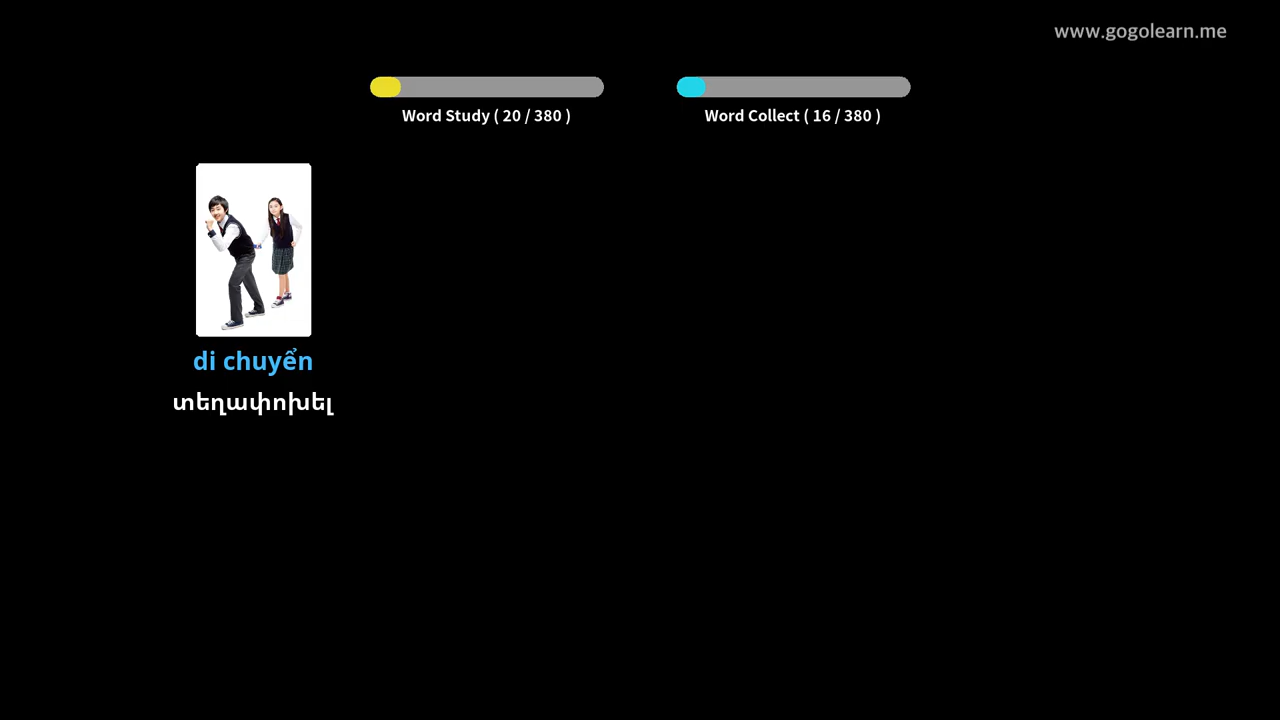 www.gogolearn.me
Word Study ( 20 / 380 )
Word Collect ( 16 / 380 )
di chuyển
տեղափոխել